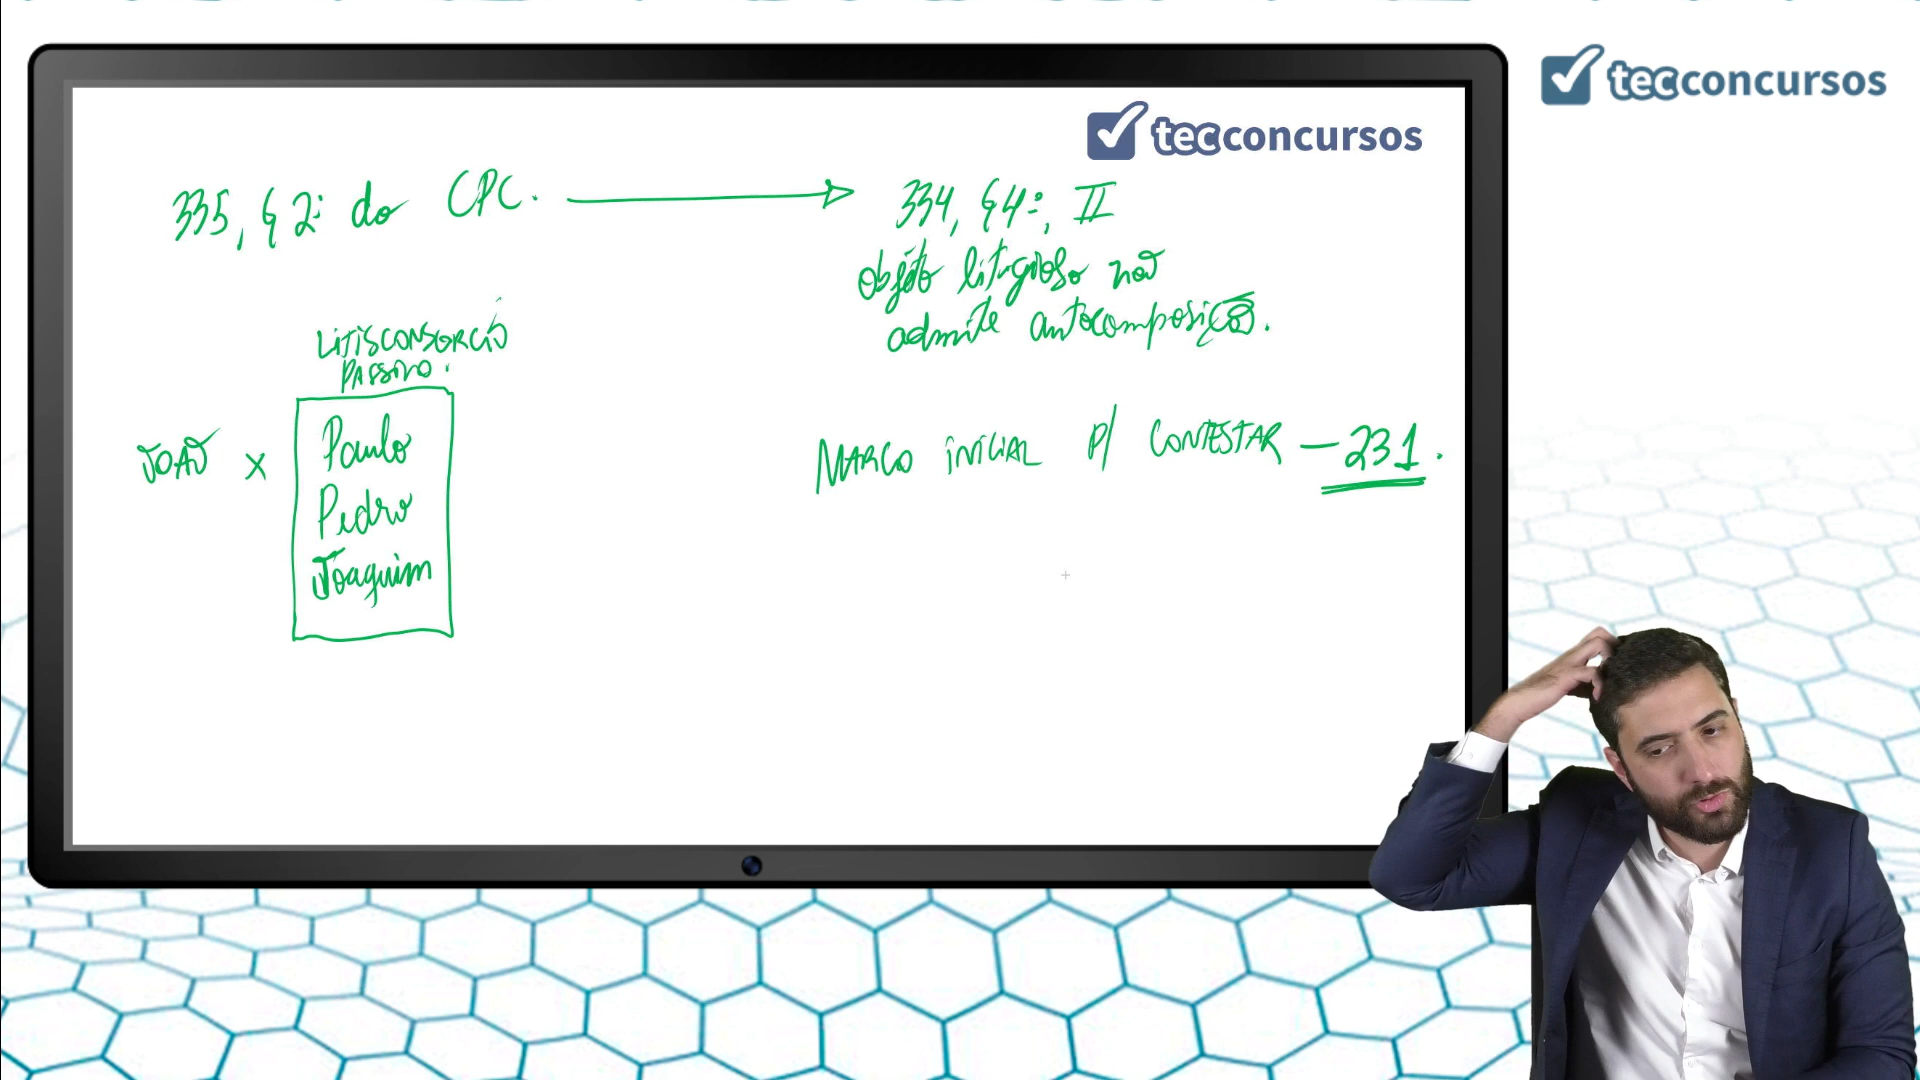 tecconcursos
tecconcursos
335, § 2º do CPC.
334, § 4º, II
objeto litigioso não
admite autocomposição.
LITISCONSÓRCIO
PASSIVO.
JOÃO X
Paulo
Pedro
Joaquim
MARCO INICIAL P/ CONTESTAR — 231.